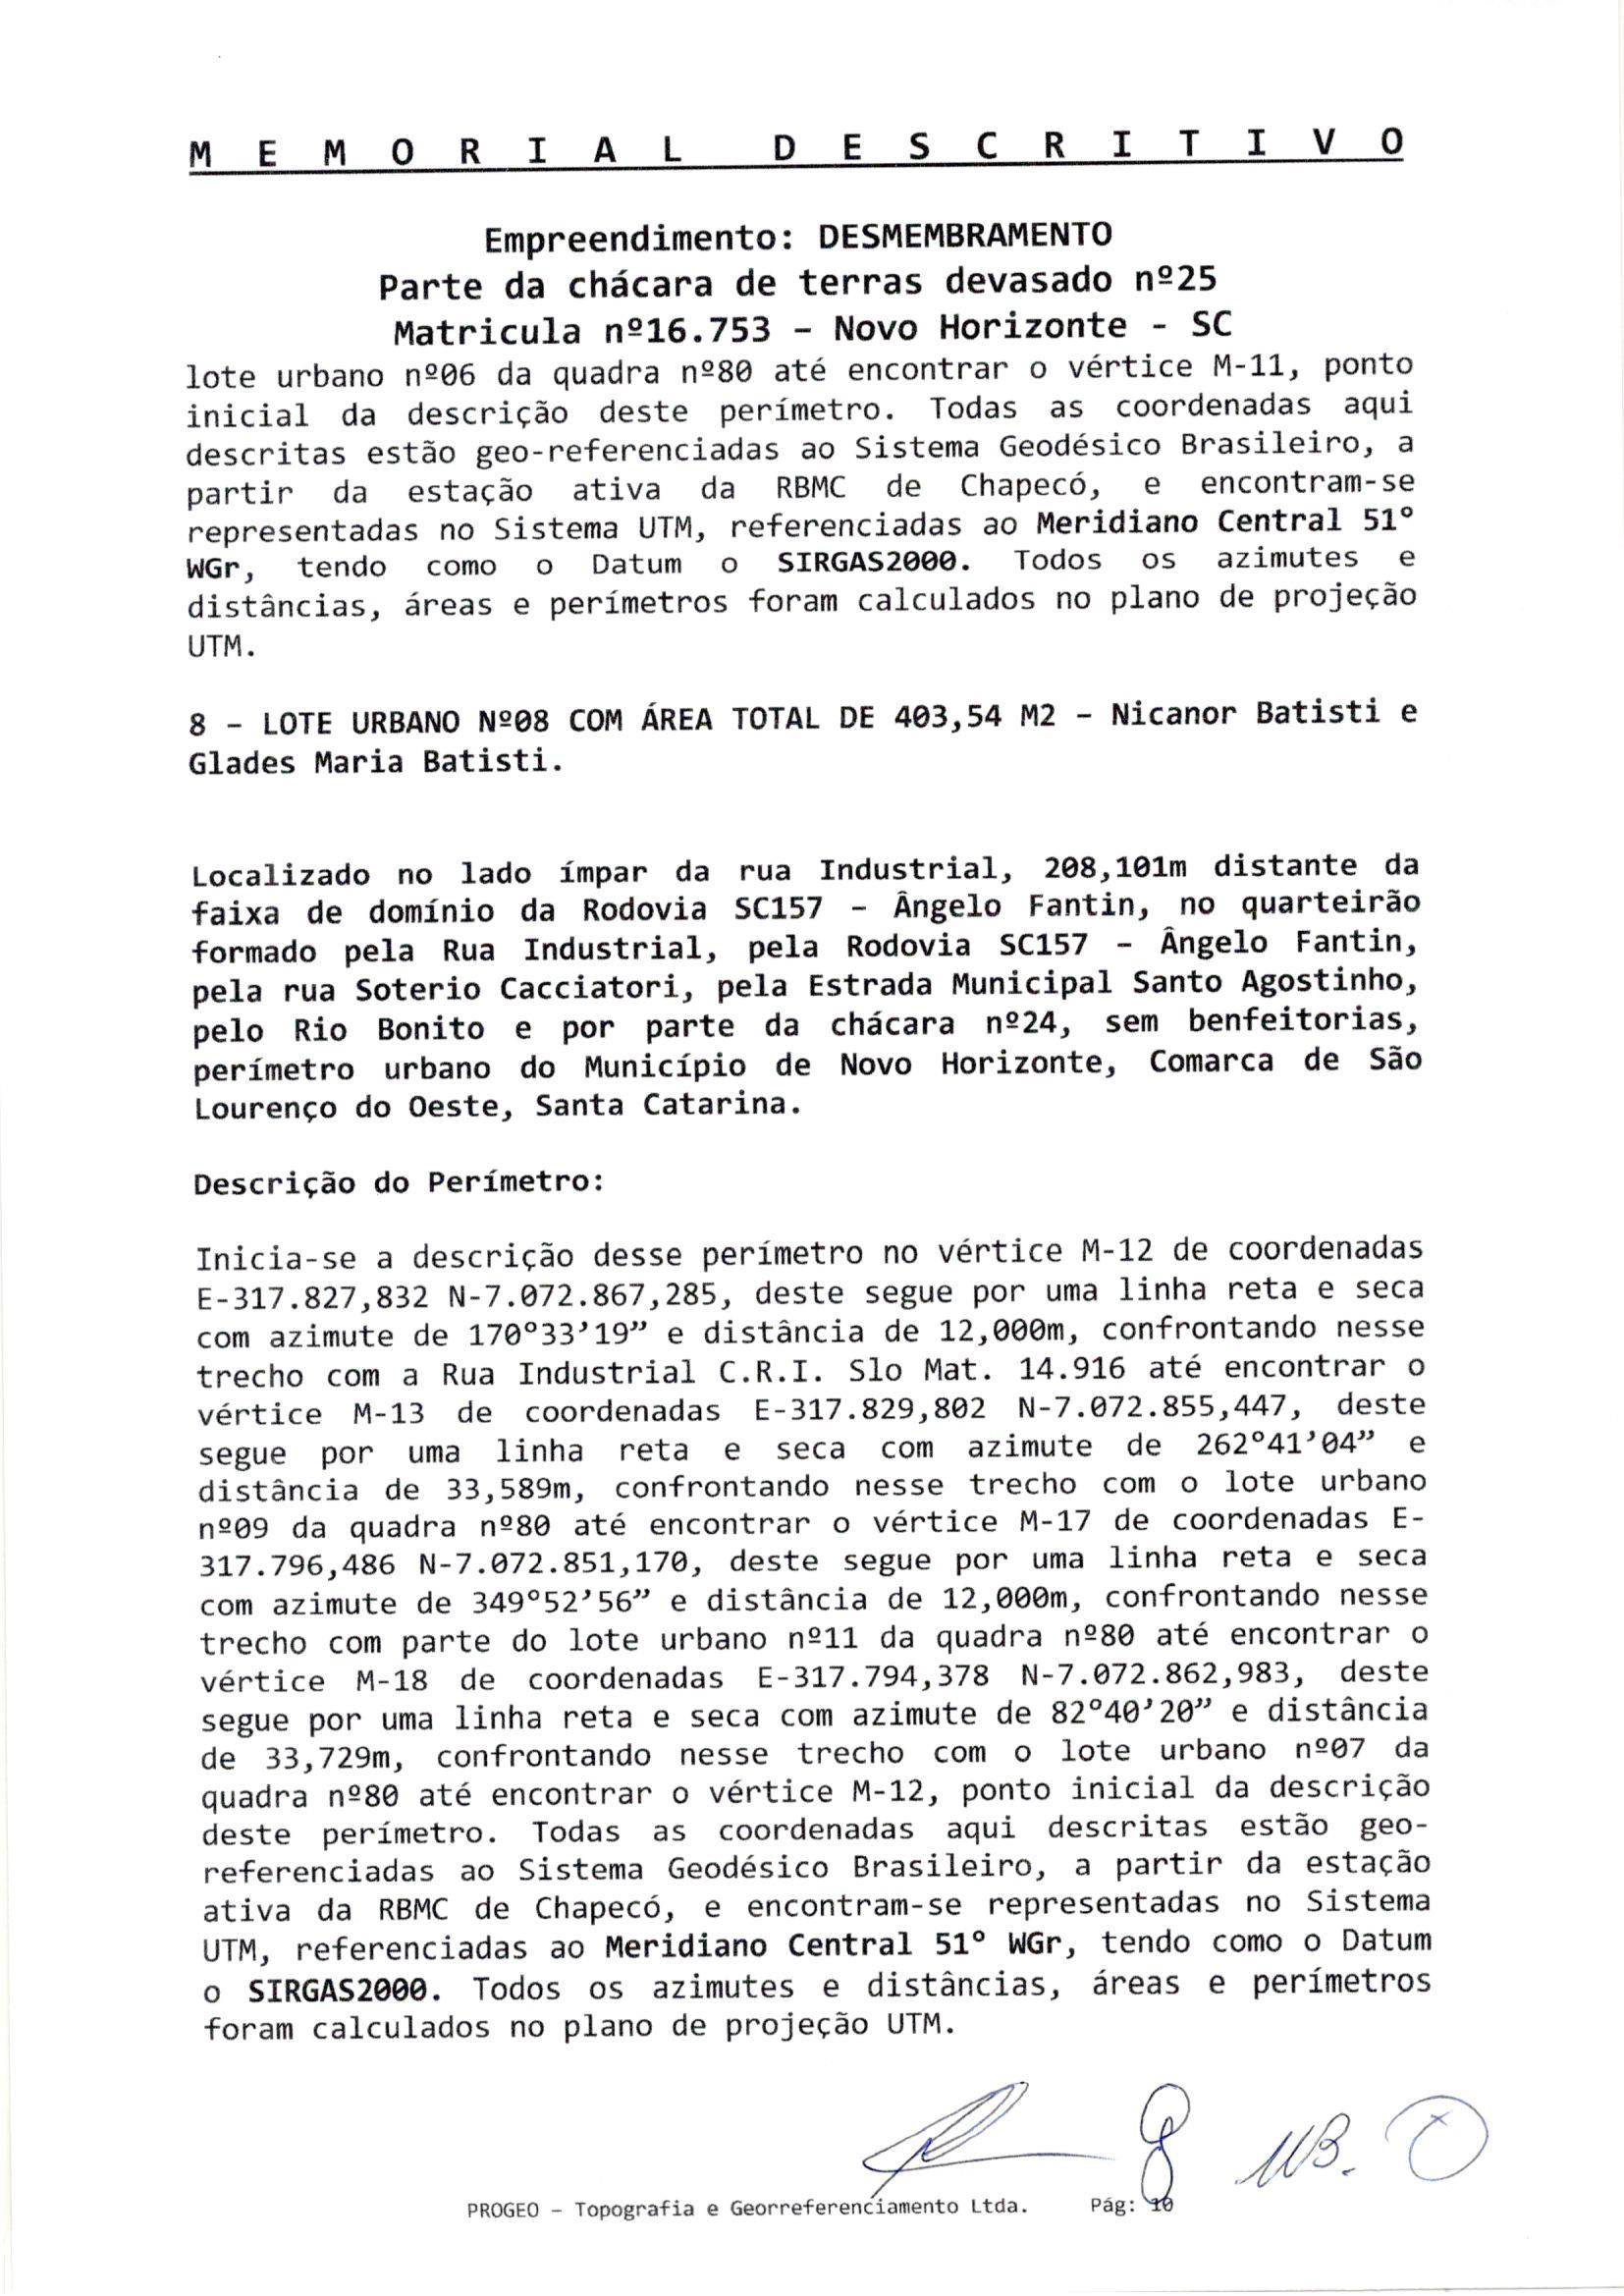 M E M O R I A L D E S C R I T I V O
Empreendimento: DESMEMBRAMENTO
Parte da chácara de terras devasado nº25
Matricula nº16.753 – Novo Horizonte - SC
lote urbano nº06 da quadra nº80 até encontrar o vértice M-11, ponto
inicial da descrição deste perímetro. Todas as coordenadas aqui
descritas estão geo-referenciadas ao Sistema Geodésico Brasileiro, a
partir da estação ativa da RBMC de Chapecó, e encontram-se
representadas no Sistema UTM, referenciadas ao Meridiano Central 51°
WGr, tendo como o Datum o SIRGAS2000. Todos os azimutes e
distâncias, áreas e perímetros foram calculados no plano de projeção
UTM.
8 – LOTE URBANO Nº08 COM ÁREA TOTAL DE 403,54 M2 – Nicanor Batisti e
Glades Maria Batisti.
Localizado no lado ímpar da rua Industrial, 208,101m distante da
faixa de domínio da Rodovia SC157 – Ângelo Fantin, no quarteirão
formado pela Rua Industrial, pela Rodovia SC157 – Ângelo Fantin,
pela rua Soterio Cacciatori, pela Estrada Municipal Santo Agostinho,
pelo Rio Bonito e por parte da chácara nº24, sem benfeitorias,
perímetro urbano do Município de Novo Horizonte, Comarca de São
Lourenço do Oeste, Santa Catarina.
Descrição do Perímetro:
Inicia-se a descrição desse perímetro no vértice M-12 de coordenadas
E-317.827,832 N-7.072.867,285, deste segue por uma linha reta e seca
com azimute de 170°33’19” e distância de 12,000m, confrontando nesse
trecho com a Rua Industrial C.R.I. Slo Mat. 14.916 até encontrar o
vértice M-13 de coordenadas E-317.829,802 N-7.072.855,447, deste
segue por uma linha reta e seca com azimute de 262°41’04” e
distância de 33,589m, confrontando nesse trecho com o lote urbano
nº09 da quadra nº80 até encontrar o vértice M-17 de coordenadas E-
317.796,486 N-7.072.851,170, deste segue por uma linha reta e seca
com azimute de 349°52’56” e distância de 12,000m, confrontando nesse
trecho com parte do lote urbano nº11 da quadra nº80 até encontrar o
vértice M-18 de coordenadas E-317.794,378 N-7.072.862,983, deste
segue por uma linha reta e seca com azimute de 82°40’20” e distância
de 33,729m, confrontando nesse trecho com o lote urbano nº07 da
quadra nº80 até encontrar o vértice M-12, ponto inicial da descrição
deste perímetro. Todas as coordenadas aqui descritas estão geo-
referenciadas ao Sistema Geodésico Brasileiro, a partir da estação
ativa da RBMC de Chapecó, e encontram-se representadas no Sistema
UTM, referenciadas ao Meridiano Central 51° WGr, tendo como o Datum
o SIRGAS2000. Todos os azimutes e distâncias, áreas e perímetros
foram calculados no plano de projeção UTM.
PROGEO – Topografia e Georreferenciamento Ltda. Pág: 10